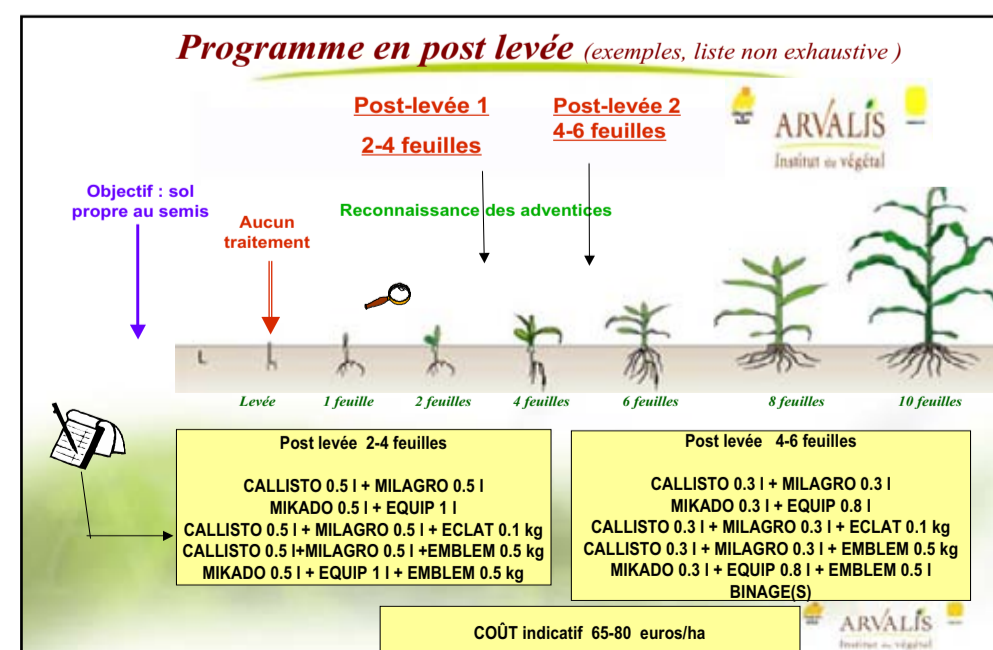 Programme en post levée (exemples, liste non exhaustive )
Post-levée 1
2-4 feuilles
Post-levée 2
4-6 feuilles
ARVALIS
Institut du végétal
Objectif : sol
propre au semis
Aucun
traitement
Reconnaissance des adventices
Levée
1 feuille
2 feuilles
4 feuilles
6 feuilles
8 feuilles
10 feuilles
Post levée 2-4 feuilles
CALLISTO 0.5 l + MILAGRO 0.5 l
MIKADO 0.5 l + EQUIP 1 l
CALLISTO 0.5 l + MILAGRO 0.5 l + ECLAT 0.1 kg
CALLISTO 0.5 l+MILAGRO 0.5 l +EMBLEM 0.5 kg
MIKADO 0.5 l + EQUIP 1 l + EMBLEM 0.5 kg
Post levée 4-6 feuilles
CALLISTO 0.3 l + MILAGRO 0.3 l
MIKADO 0.3 l + EQUIP 0.8 l
CALLISTO 0.3 l + MILAGRO 0.3 l + ECLAT 0.1 kg
CALLISTO 0.3 l + MILAGRO 0.3 l + EMBLEM 0.5 kg
MIKADO 0.3 l + EQUIP 0.8 l + EMBLEM 0.5 l
BINAGE(S)
COÛT indicatif 65-80 euros/ha
ARVALIS
Institut du végétal